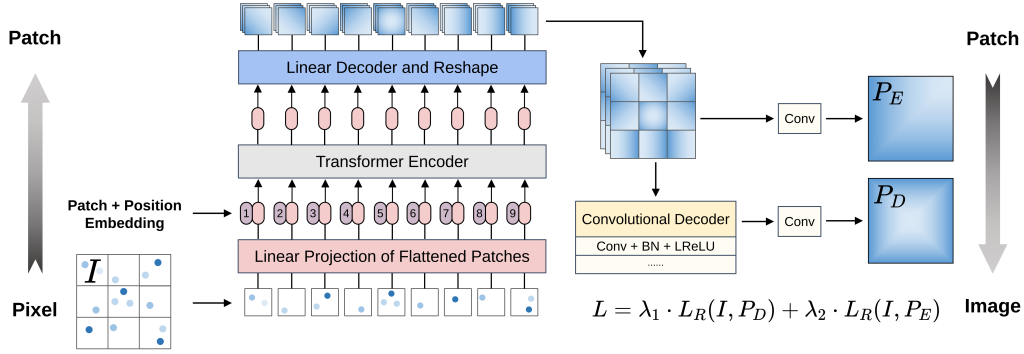 Patch
Patch
Linear Decoder and Reshape
P_E
Conv
Transformer Encoder
P_D
Patch + Position
Embedding
1 2 3 4 5 6 7 8 9
Convolutional Decoder
Conv
Conv + BN + LReLU
......
Linear Projection of Flattened Patches
I
Pixel
L = λ_1 · L_R(I, P_D) + λ_2 · L_R(I, P_E)
Image